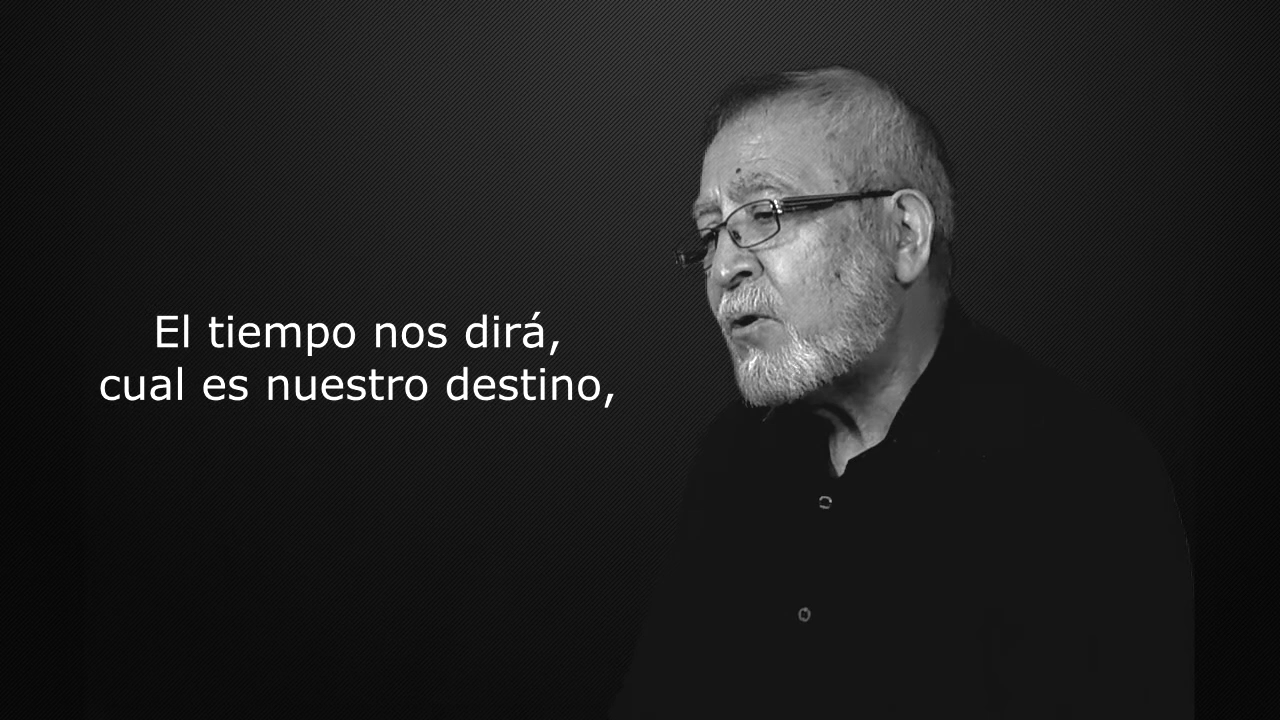 El tiempo nos dirá,
cual es nuestro destino,